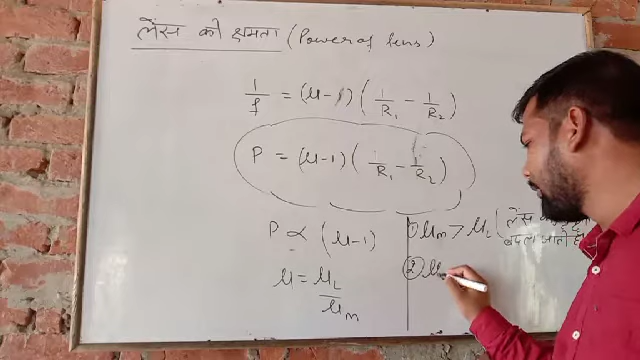 लेंस की क्षमता (Power of lens)
1/f = (μ-1) (1/R₁ - 1/R₂)
P = (μ-1) (1/R₁ - 1/R₂)
P ∝ (μ-1)
μ = μL/μm
① μm > μL (लेंस
बदल जाती है
② μ